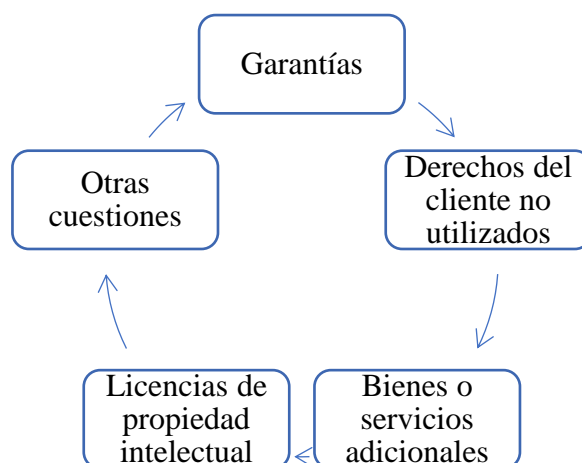 Garantías
Derechos del
cliente no
utilizados
Bienes o
servicios
adicionales
Licencias de
propiedad
intelectual
Otras
cuestiones